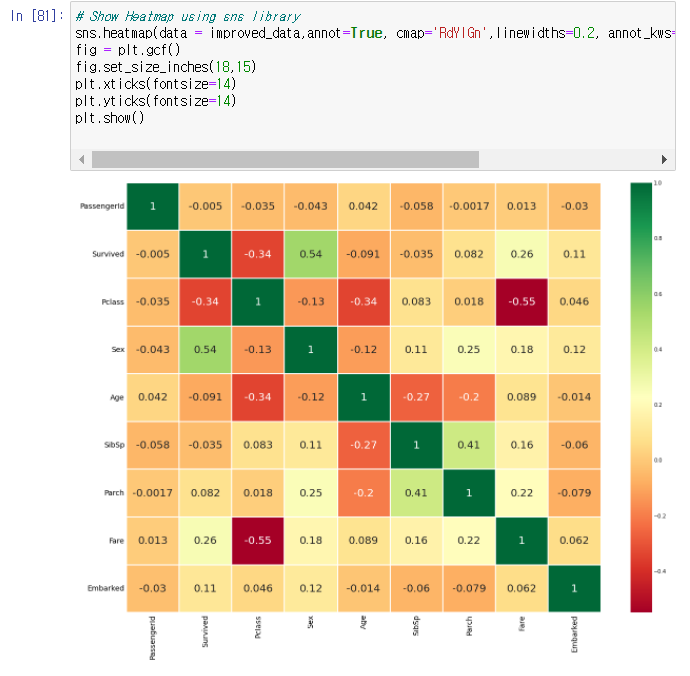 In [81]:
# Show Heatmap using sns library
sns.heatmap(data = improved_data,annot=True, cmap='RdYlGn',linewidths=0.2, annot_kws=
fig = plt.gcf()
fig.set_size_inches(18,15)
plt.xticks(fontsize=14)
plt.yticks(fontsize=14)
plt.show()
PassengerId 1 -0.005 -0.035 -0.043 0.042 -0.058 -0.0017 0.013 -0.03
Survived -0.005 1 -0.34 0.54 -0.091 -0.035 0.082 0.26 0.11
Pclass -0.035 -0.34 1 -0.13 -0.34 0.083 0.018 -0.55 0.046
Sex -0.043 0.54 -0.13 1 -0.12 0.11 0.25 0.18 0.12
Age 0.042 -0.091 -0.34 -0.12 1 -0.27 -0.2 0.089 -0.014
SibSp -0.058 -0.035 0.083 0.11 -0.27 1 0.41 0.16 -0.06
Parch -0.0017 0.082 0.018 0.25 -0.2 0.41 1 0.22 -0.079
Fare 0.013 0.26 -0.55 0.18 0.089 0.16 0.22 1 0.062
Embarked -0.03 0.11 0.046 0.12 -0.014 -0.06 -0.079 0.062 1
PassengerId Survived Pclass Sex Age SibSp Parch Fare Embarked
1.0
0.8
0.6
0.4
0.2
0.0
-0.2
-0.4